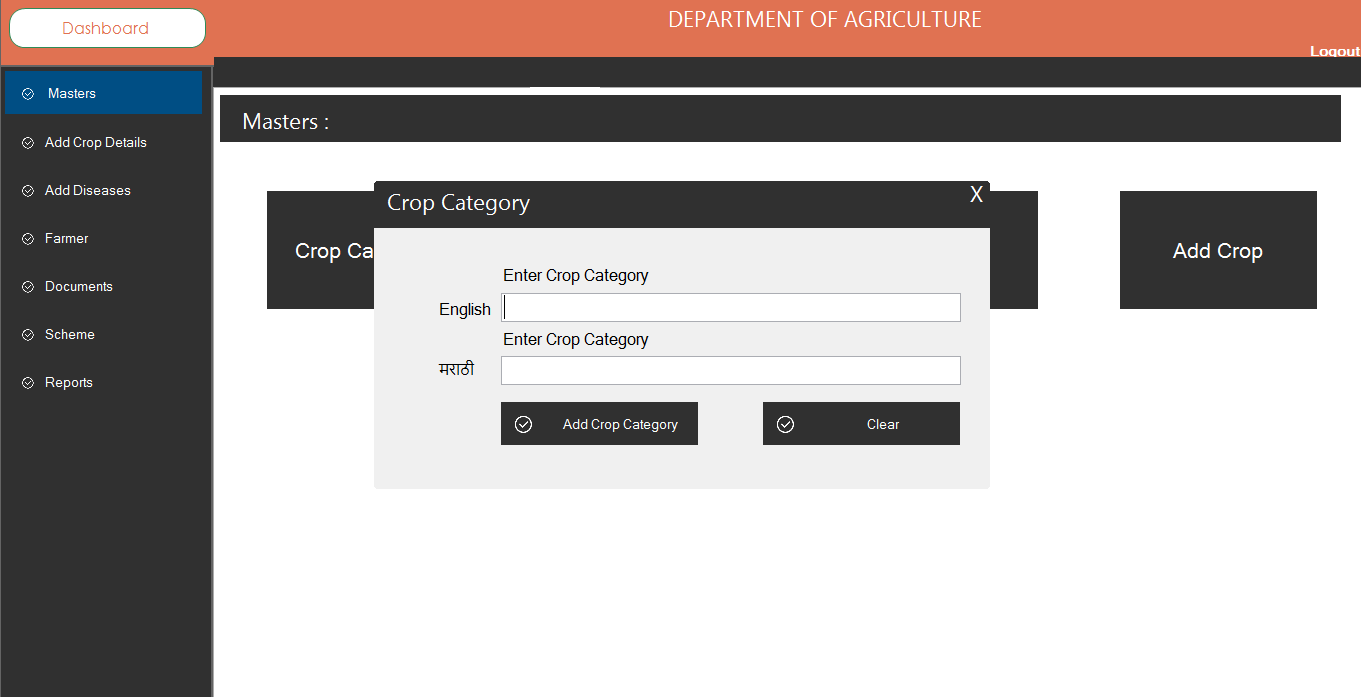 Dashboard
DEPARTMENT OF AGRICULTURE
Logout
Masters
Add Crop Details
Add Diseases
Farmer
Documents
Scheme
Reports
Masters :
Crop Ca
Add Crop
Crop Category
X
Enter Crop Category
English
Enter Crop Category
मराठी
Add Crop Category
Clear